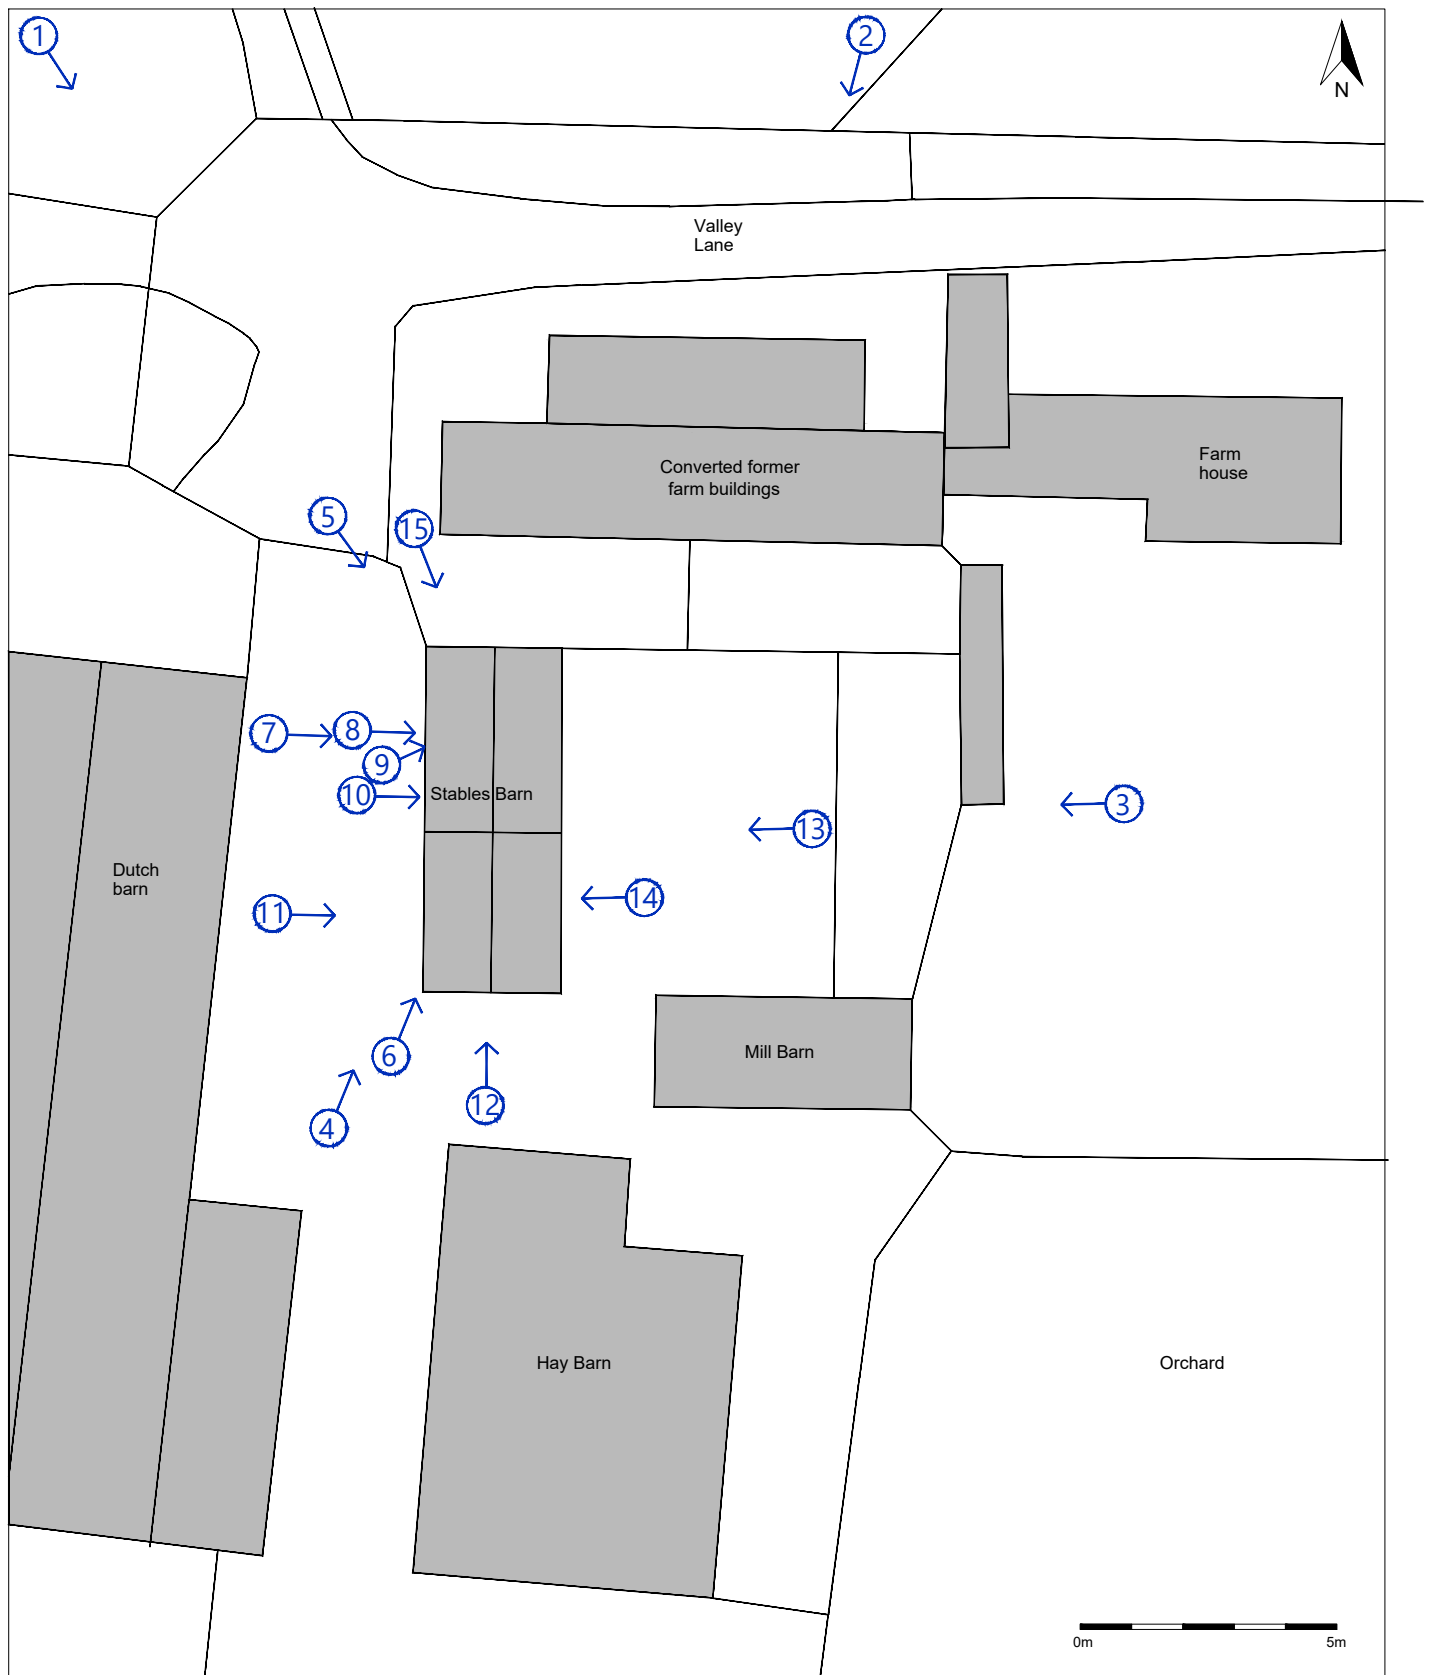 1
2
N
Valley
Lane
Converted former
farm buildings
Farm
house
5
15
7
8
9
10
Stables Barn
3
13
Dutch
barn
14
11
6
Mill Barn
12
4
Hay Barn
Orchard
0m
5m